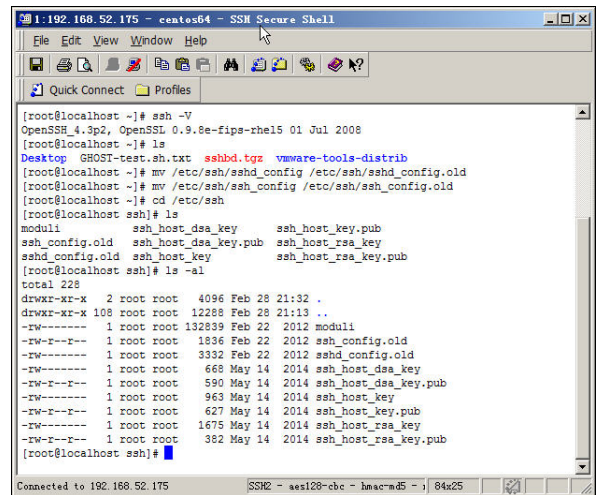 1:192.168.52.175 - centos64 - SSH Secure Shell
File Edit View Window Help
Quick Connect Profiles
[root@localhost ~]# ssh -V
OpenSSH_4.3p2, OpenSSL 0.9.8e-fips-rhel5 01 Jul 2008
[root@localhost ~]# ls
Desktop GHOST-test.sh.txt sshbd.tgz vmware-tools-distrib
[root@localhost ~]# mv /etc/ssh/sshd_config /etc/ssh/sshd_config.old
[root@localhost ~]# mv /etc/ssh/ssh_config /etc/ssh/ssh_config.old
[root@localhost ~]# cd /etc/ssh
[root@localhost ssh]# ls
moduli ssh_host_dsa_key ssh_host_key.pub
ssh_config.old ssh_host_dsa_key.pub ssh_host_rsa_key
sshd_config.old ssh_host_key ssh_host_rsa_key.pub
[root@localhost ssh]# ls -al
total 228
drwxr-xr-x 2 root root 4096 Feb 28 21:32 .
drwxr-xr-x 108 root root 12288 Feb 28 21:13 ..
-rw------- 1 root root 132839 Feb 22 2012 moduli
-rw-r--r-- 1 root root 1836 Feb 22 2012 ssh_config.old
-rw------- 1 root root 3332 Feb 22 2012 sshd_config.old
-rw------- 1 root root 668 May 14 2014 ssh_host_dsa_key
-rw-r--r-- 1 root root 590 May 14 2014 ssh_host_dsa_key.pub
-rw------- 1 root root 963 May 14 2014 ssh_host_key
-rw-r--r-- 1 root root 627 May 14 2014 ssh_host_key.pub
-rw------- 1 root root 1675 May 14 2014 ssh_host_rsa_key
-rw-r--r-- 1 root root 382 May 14 2014 ssh_host_rsa_key.pub
[root@localhost ssh]#
Connected to 192.168.52.175 SSH2 - aes128-cbc - hmac-md5 - 84x25